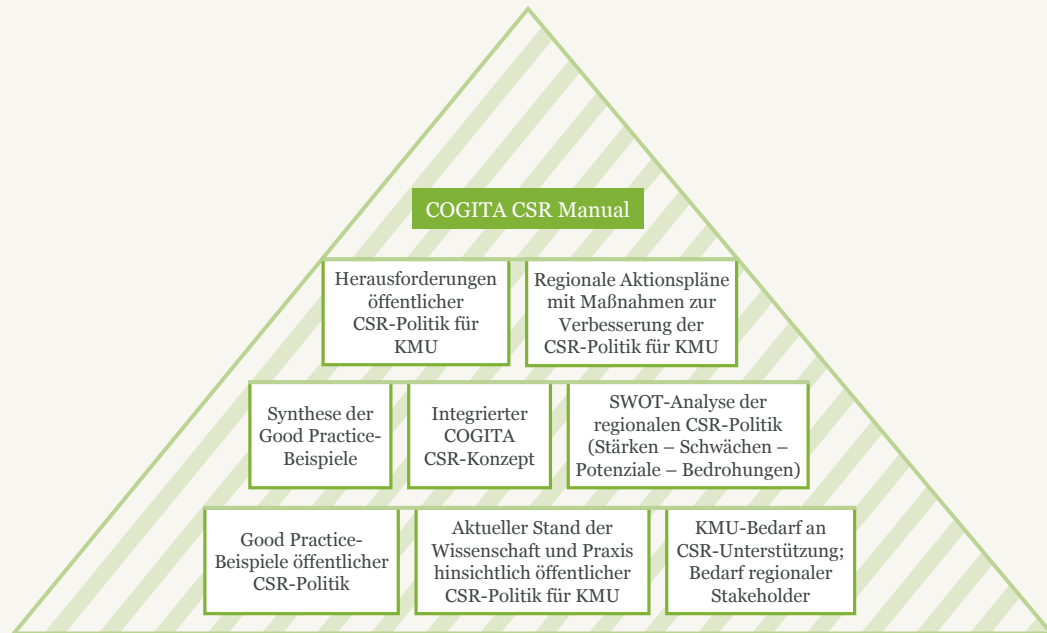 COGITA CSR Manual
Herausforderungen
öffentlicher
CSR-Politik für
KMU
Regionale Aktionspläne
mit Maßnahmen zur
Verbesserung der
CSR-Politik für KMU
Synthese der
Good Practice-
Beispiele
Integrierter
COGITA
CSR-Konzept
SWOT-Analyse der
regionalen CSR-Politik
(Stärken – Schwächen –
Potenziale – Bedrohungen)
Good Practice-
Beispiele öffentlicher
CSR-Politik
Aktueller Stand der
Wissenschaft und Praxis
hinsichtlich öffentlicher
CSR-Politik für KMU
KMU-Bedarf an
CSR-Unterstützung;
Bedarf regionaler
Stakeholder